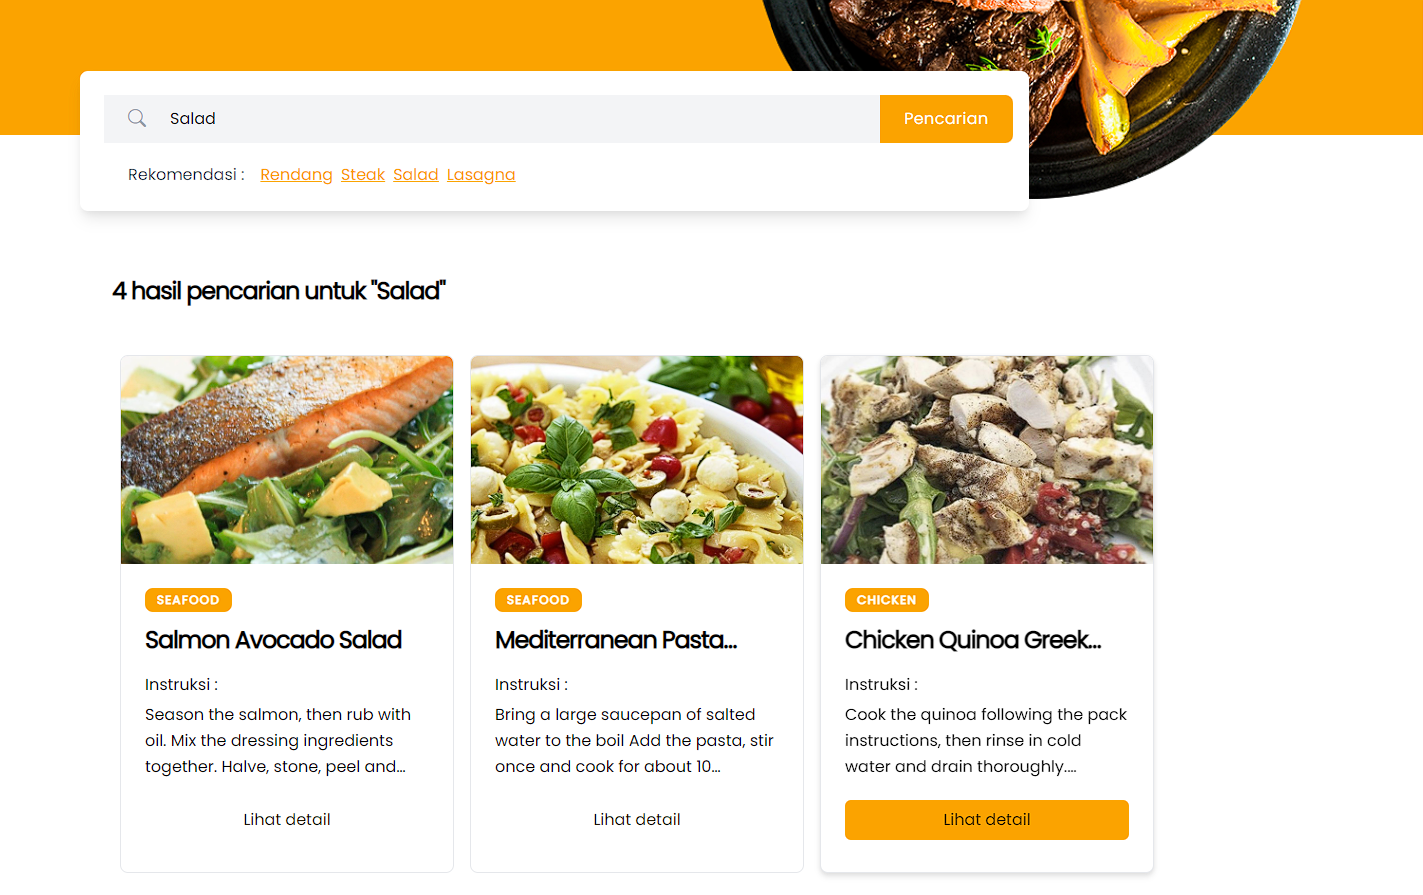 Salad
Pencarian
Rekomendasi : Rendang Steak Salad Lasagna
4 hasil pencarian untuk "Salad"
SEAFOOD
Salmon Avocado Salad
Instruksi :
Season the salmon, then rub with
oil. Mix the dressing ingredients
together. Halve, stone, peel and...
Lihat detail
SEAFOOD
Mediterranean Pasta...
Instruksi :
Bring a large saucepan of salted
water to the boil Add the pasta, stir
once and cook for about 10...
Lihat detail
CHICKEN
Chicken Quinoa Greek...
Instruksi :
Cook the quinoa following the pack
instructions, then rinse in cold
water and drain thoroughly....
Lihat detail